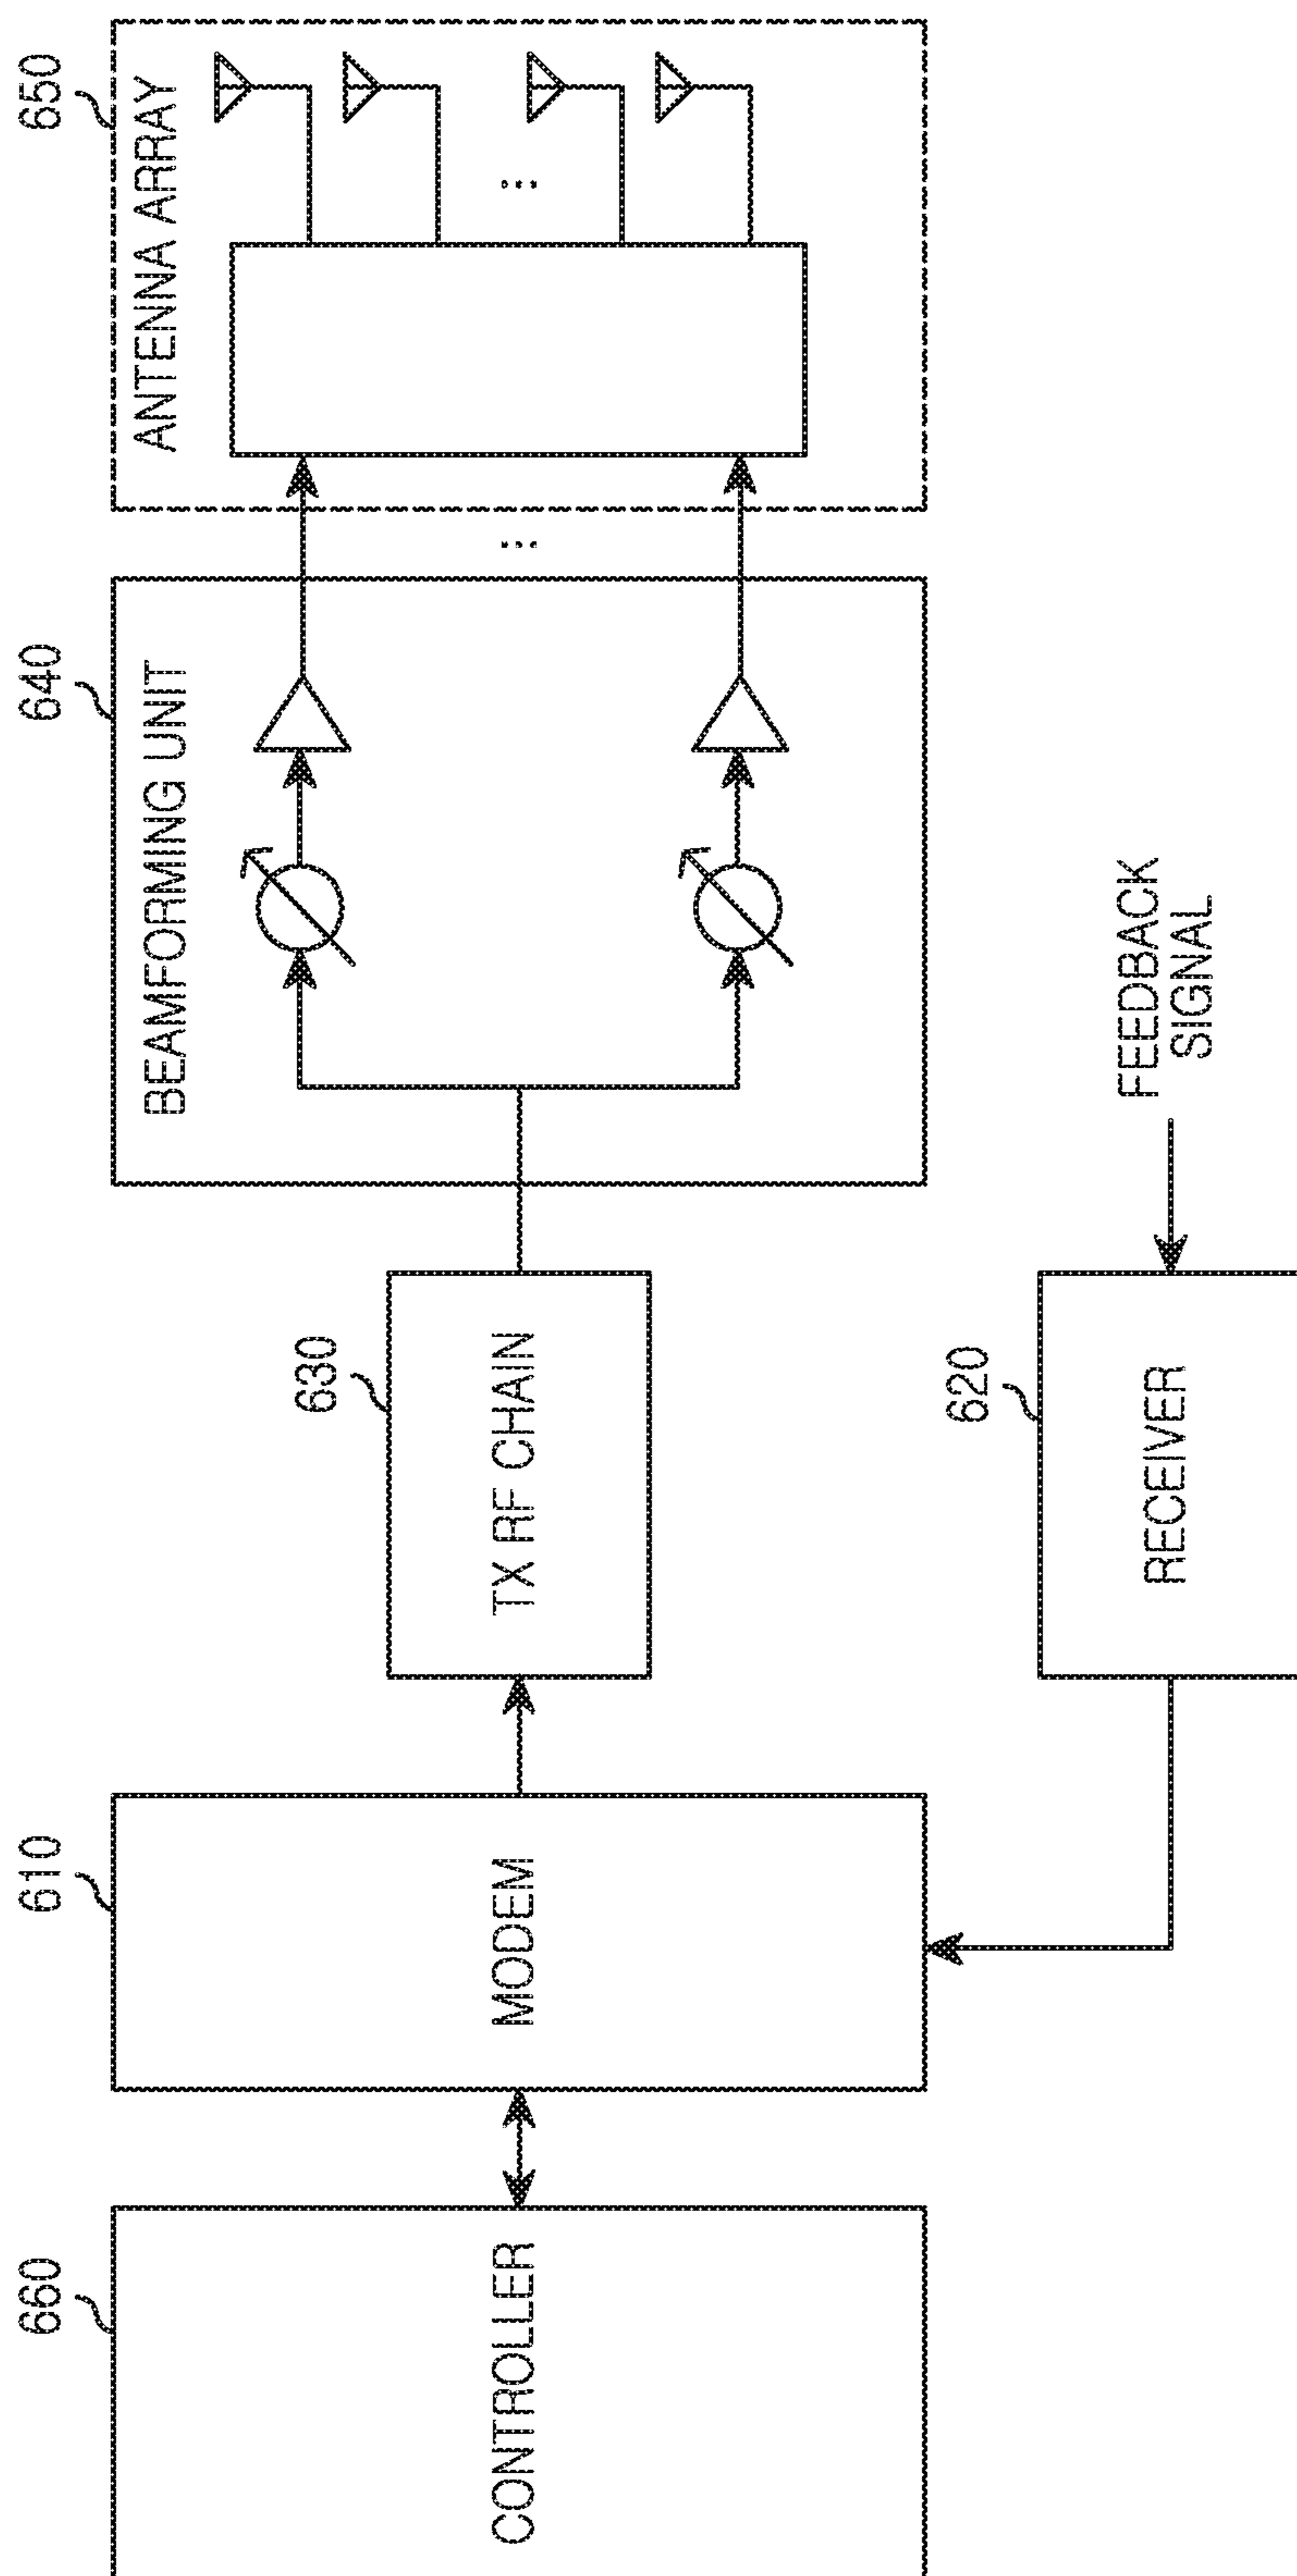 660
CONTROLLER
610
MODEM
630
TX RF CHAIN
640
BEAMFORMING UNIT
...
650
ANTENNA ARRAY
...
620
RECEIVER
FEEDBACK
SIGNAL